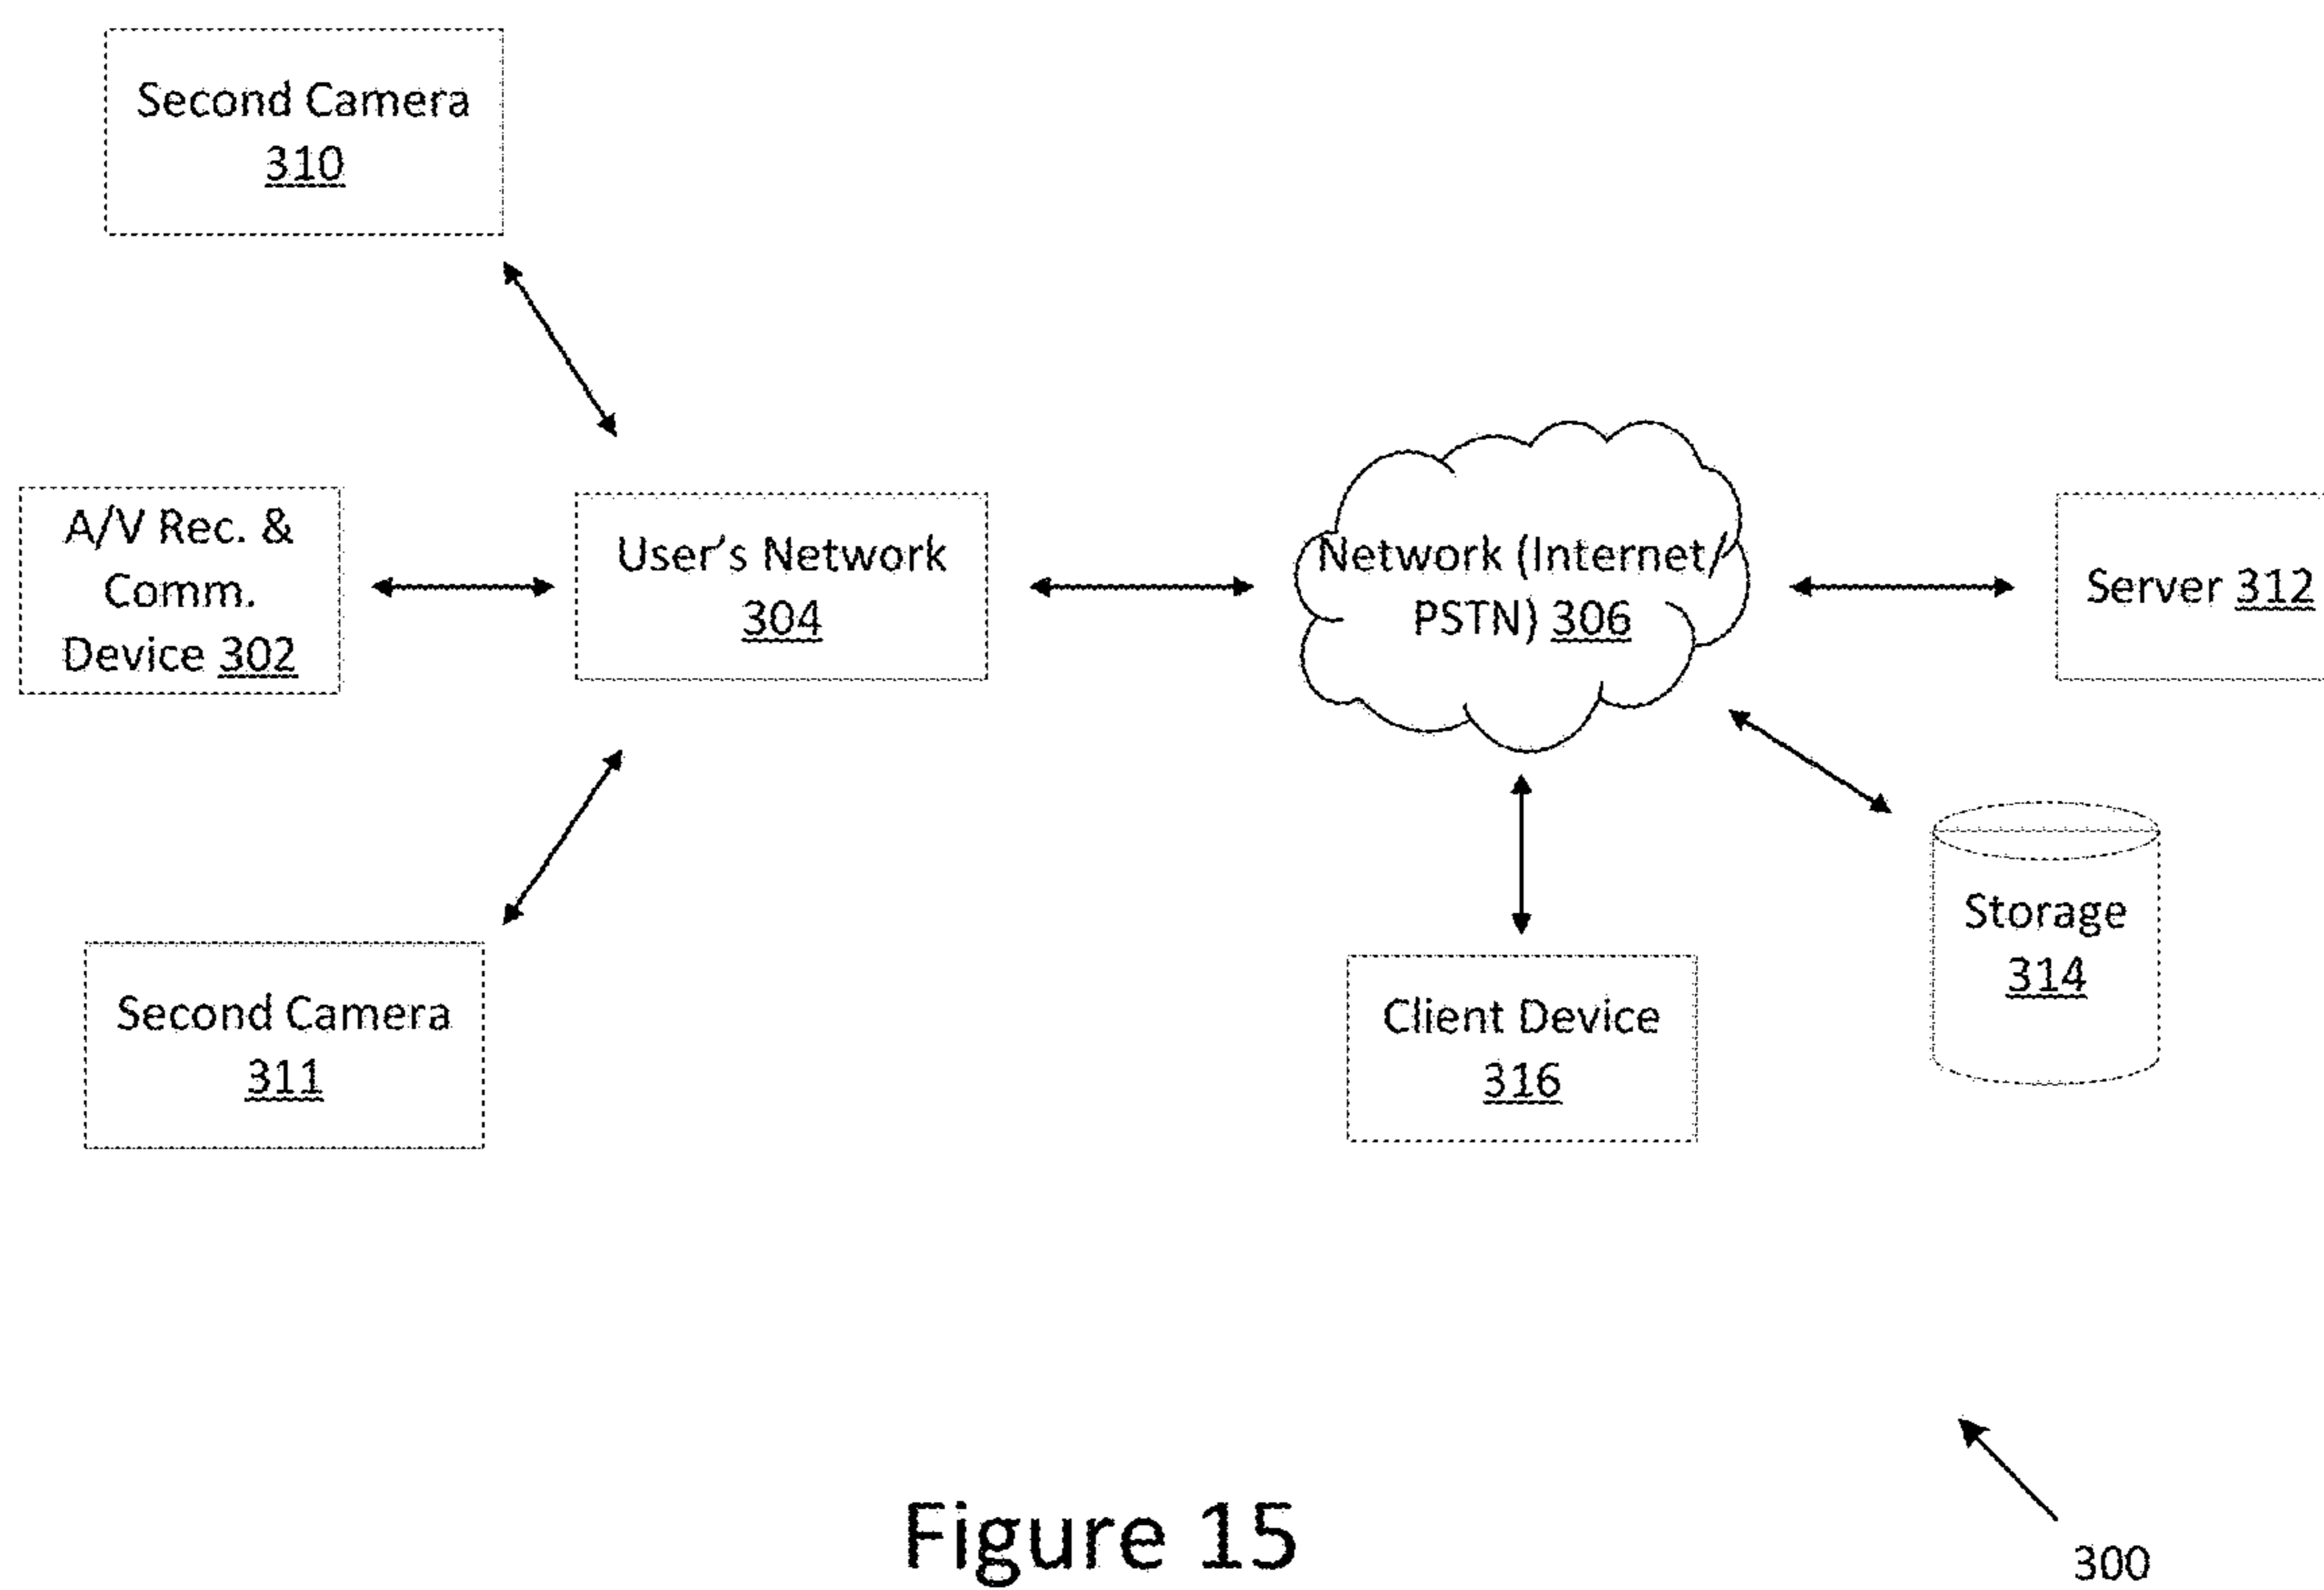 Second Camera
310
A/V Rec. &
Comm.
Device 302
User's Network
304
Network (Internet/
PSTN) 306
Server 312
Second Camera
311
Client Device
316
Storage
314
Figure 15
300